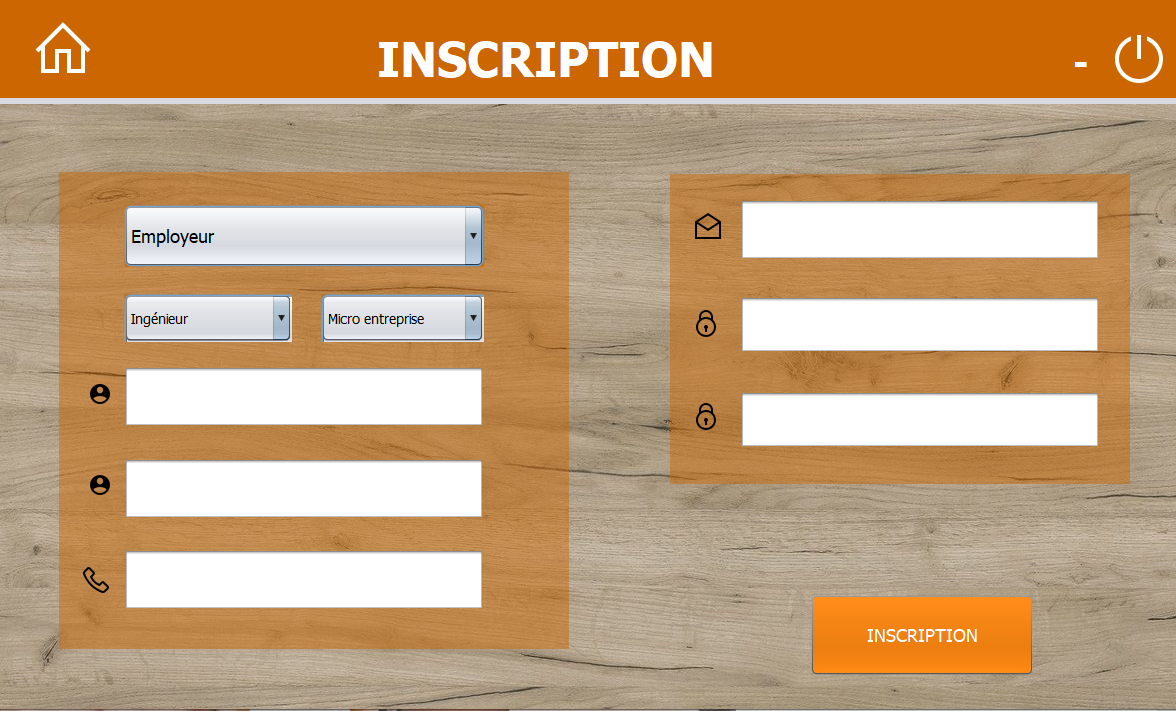 INSCRIPTION
-
Employeur
Ingénieur
Micro entreprise
INSCRIPTION